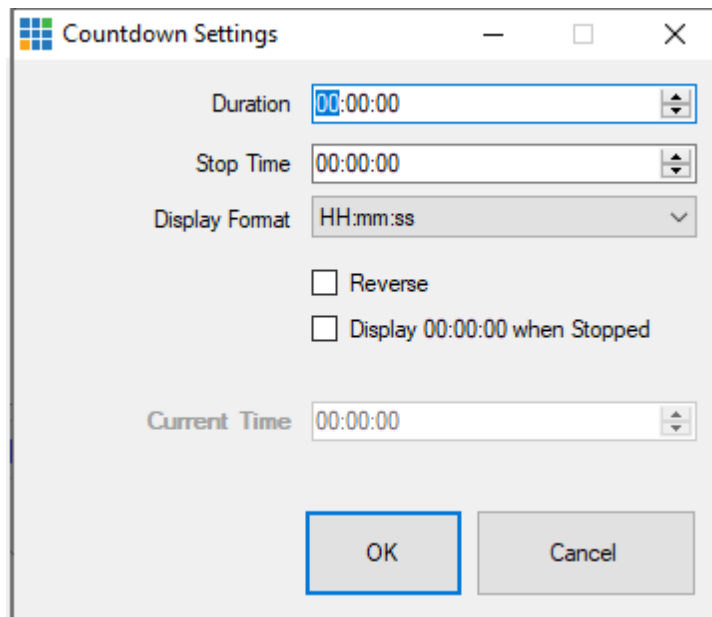 Countdown Settings
Duration 00:00:00
Stop Time 00:00:00
Display Format HH:mm:ss
Reverse
Display 00:00:00 when Stopped
Current Time 00:00:00
OK Cancel